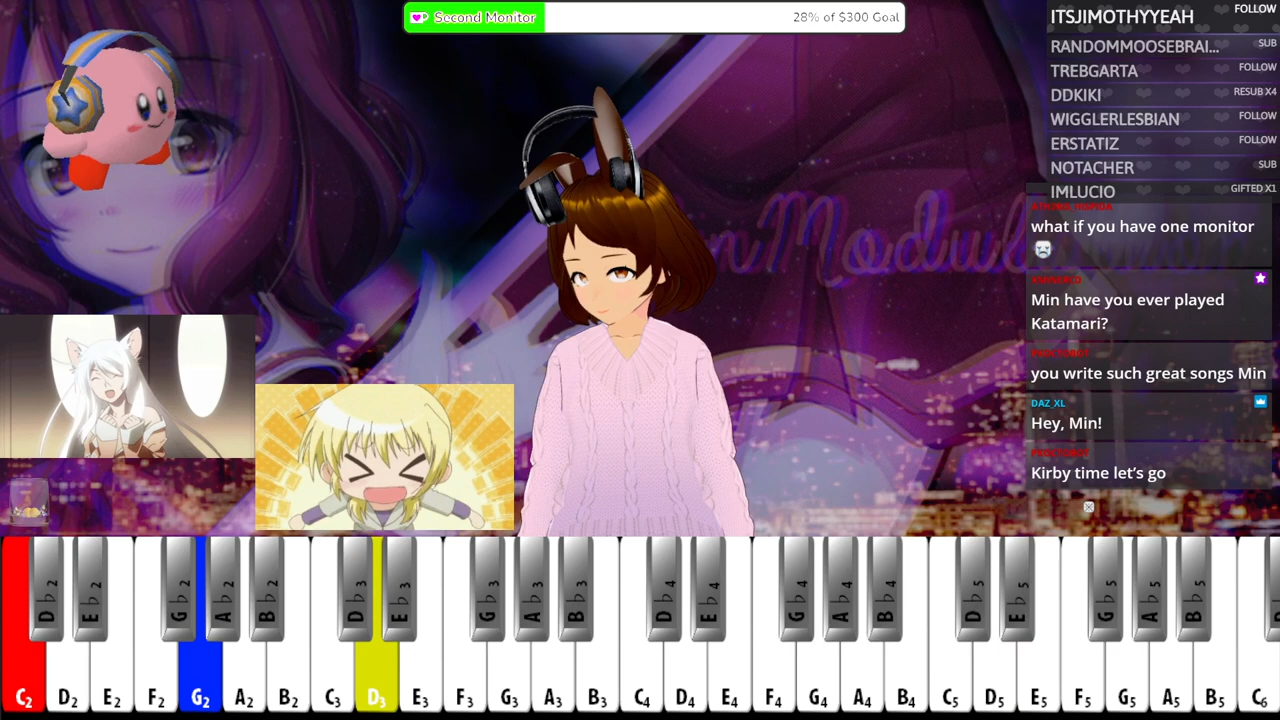 Second Monitor
28% of $300 Goal
ITSJIMOTHYYEAH FOLLOW
RANDOMMOOSEBRAI... SUB
TREBGARTA FOLLOW
DDKIKI RESUB X4
WIGGLERLESBIAN FOLLOW
ERSTATIZ FOLLOW
NOTACHER SUB
IMLUCIO GIFTED X1
what if you have one monitor
Min have you ever played
Katamari?
you write such great songs Min
DAZ_XL
Hey, Min!
Kirby time let's go
D♭2 E♭2 G♭2 A♭2 B♭2 D♭3 E♭3 G♭3 A♭3 B♭3 D♭4 E♭4 G♭4 A♭4 B♭4 D♭5 E♭5 G♭5 A♭5 B♭5
C2 D2 E2 F2 G2 A2 B2 C3 D3 E3 F3 G3 A3 B3 C4 D4 E4 F4 G4 A4 B4 C5 D5 E5 F5 G5 A5 B5 C6